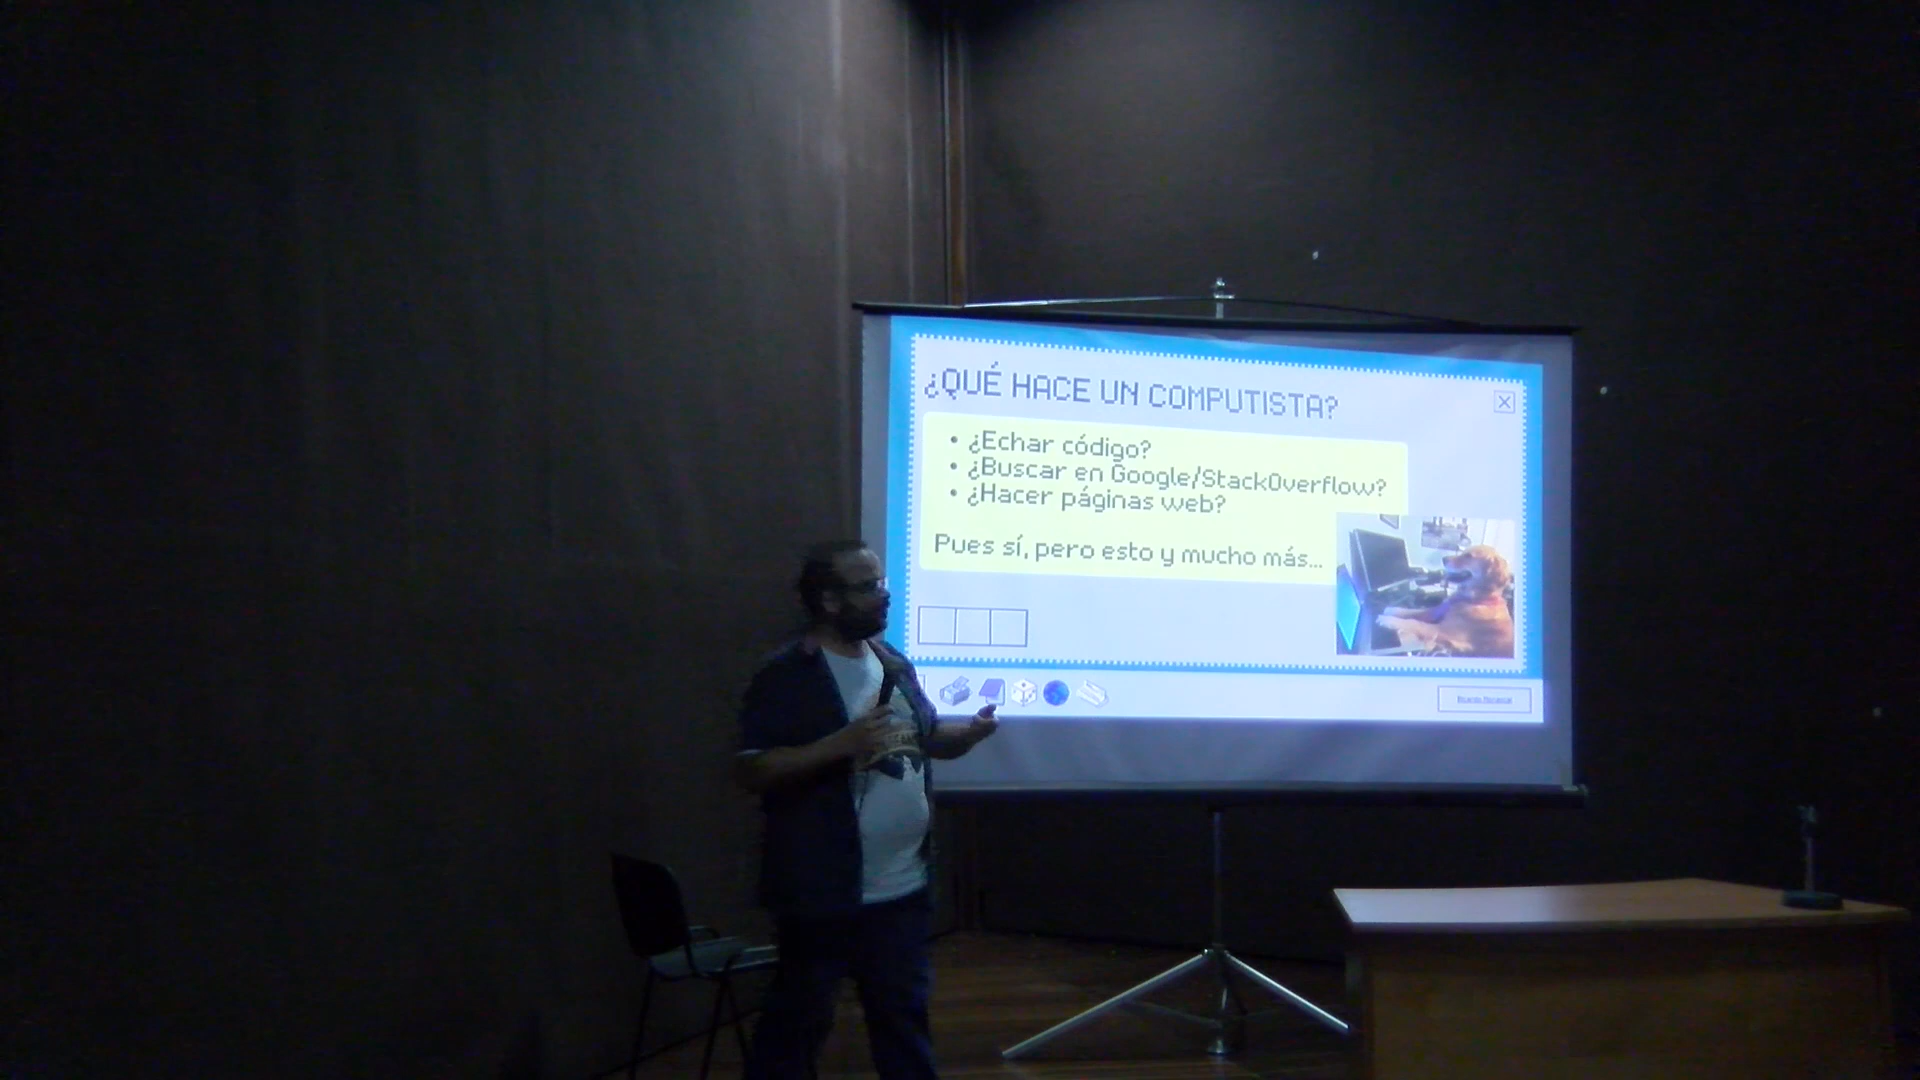 ¿QUÉ HACE UN COMPUTISTA?
• ¿Echar código?
• ¿Buscar en Google/StackOverflow?
• ¿Hacer páginas web?
Pues sí, pero esto y mucho más...